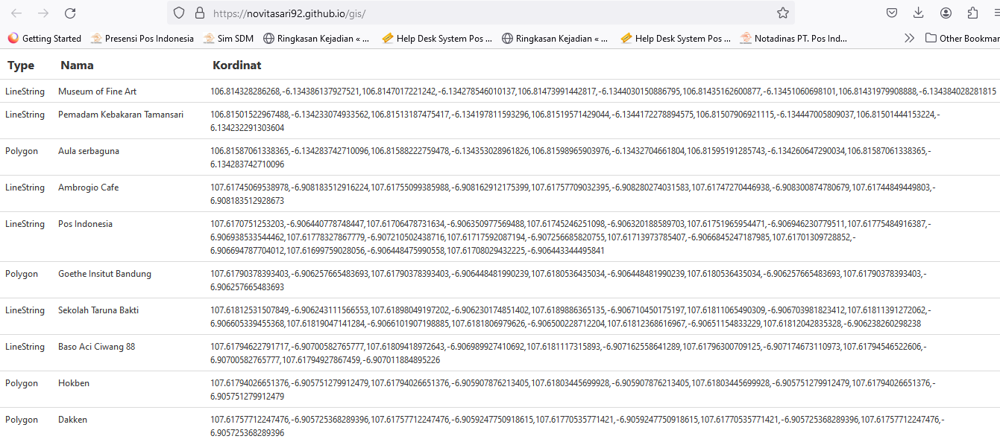 https://novitasari92.github.io/gis/
Getting Started Presensi Pos Indonesia Sim SDM Ringkasan Kejadian « ... Help Desk System Pos ... Ringkasan Kejadian « ... Help Desk System Pos ... Notadinas PT. Pos Ind... Other Bookmar
Type Nama Kordinat
LineString Museum of Fine Art 106.814328286268,-6.134386137927521,106.8147017221242,-6.134278546010137,106.81473991442817,-6.1344030150886795,106.81435162600877,-6.13451060698101,106.81431979908888,-6.134384028281815
LineString Pemadam Kebakaran Tamansari 106.81501522967488,-6.134233074933562,106.81513187475417,-6.134197811593296,106.81519571429044,-6.1344172278894575,106.81507906921115,-6.134447005809037,106.81501444153224,-
6.134232291303604
Polygon Aula serbaguna 106.81587061338365,-6.134283742710096,106.81588222759478,-6.134353028961826,106.81598965903976,-6.13432704661804,106.81595191285743,-6.134260647290034,106.81587061338365,-
6.134283742710096
LineString Ambrogio Cafe 107.61745069538978,-6.908183512916224,107.61755099385988,-6.908162912175399,107.61757709032395,-6.908280274031583,107.61747270446938,-6.908300874780679,107.61744849449803,-
6.908183512928673
LineString Pos Indonesia 107.6170751253203,-6.906440778748447,107.61706478731634,-6.906350977569488,107.61745246251098,-6.906320188589703,107.61751965954471,-6.906946230779511,107.61775484916387,-
6.906938533544462,107.61778327867779,-6.907210502438716,107.61717592087194,-6.907256685820755,107.61713973785407,-6.9066845247187985,107.61701309728852,-
6.906694787704012,107.61699759028056,-6.906448475990558,107.61708029432225,-6.906443344495841
Polygon Goethe Insitut Bandung 107.61790378393403,-6.906257665483693,107.61790378393403,-6.906448481990239,107.6180536435034,-6.906448481990239,107.6180536435034,-6.906257665483693,107.61790378393403,-
6.906257665483693
LineString Sekolah Taruna Bakti 107.61812531507849,-6.906243111566553,107.61898049197202,-6.906230174851402,107.6189886365135,-6.906710450175197,107.61811065490309,-6.906703981823412,107.61811391272062,-
6.906605339455368,107.61819047141284,-6.9066101907198885,107.6181806979626,-6.906500228712204,107.61812368616967,-6.90651154833229,107.61812042835328,-6.906238260298238
LineString Baso Aci Ciwang 88 107.61794622791717,-6.90700582765777,107.61809418972643,-6.906989927410692,107.6181117315893,-6.907162558641289,107.61796300709125,-6.907174673110973,107.61794546522606,-
6.90700582765777,107.61794927867459,-6.907011884895226
Polygon Hokben 107.61794026651376,-6.905751279912479,107.61794026651376,-6.905907876213405,107.61803445699928,-6.905907876213405,107.61803445699928,-6.905751279912479,107.61794026651376,-
6.905751279912479
Polygon Dakken 107.61757712247476,-6.905725368289396,107.61757712247476,-6.9059247750918615,107.61770535771421,-6.9059247750918615,107.61770535771421,-6.905725368289396,107.61757712247476,-
6.905725368289396